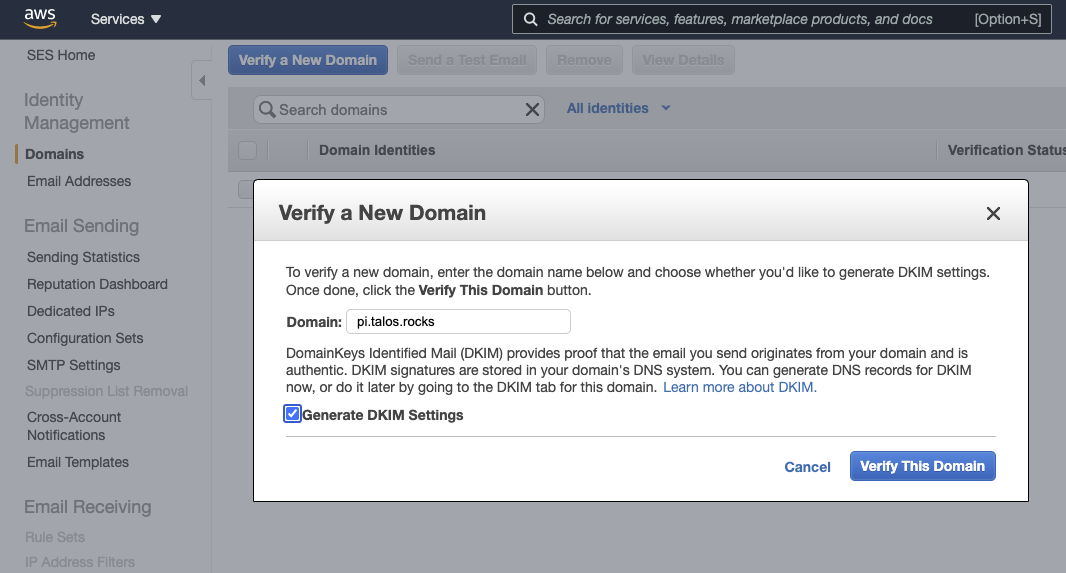 aws
Services ▼
Search for services, features, marketplace products, and docs
[Option+S]
SES Home
Identity
Management
Domains
Email Addresses
Email Sending
Sending Statistics
Reputation Dashboard
Dedicated IPs
Configuration Sets
SMTP Settings
Suppression List Removal
Cross-Account
Notifications
Email Templates
Email Receiving
Rule Sets
IP Address Filters
Verify a New Domain
Send a Test Email
Remove
View Details
Search domains
All identities
Domain Identities
Verification Status
Verify a New Domain
To verify a new domain, enter the domain name below and choose whether you'd like to generate DKIM settings.
Once done, click the Verify This Domain button.
Domain: pi.talos.rocks
DomainKeys Identified Mail (DKIM) provides proof that the email you send originates from your domain and is
authentic. DKIM signatures are stored in your domain's DNS system. You can generate DNS records for DKIM
now, or do it later by going to the DKIM tab for this domain. Learn more about DKIM.
Generate DKIM Settings
Cancel
Verify This Domain